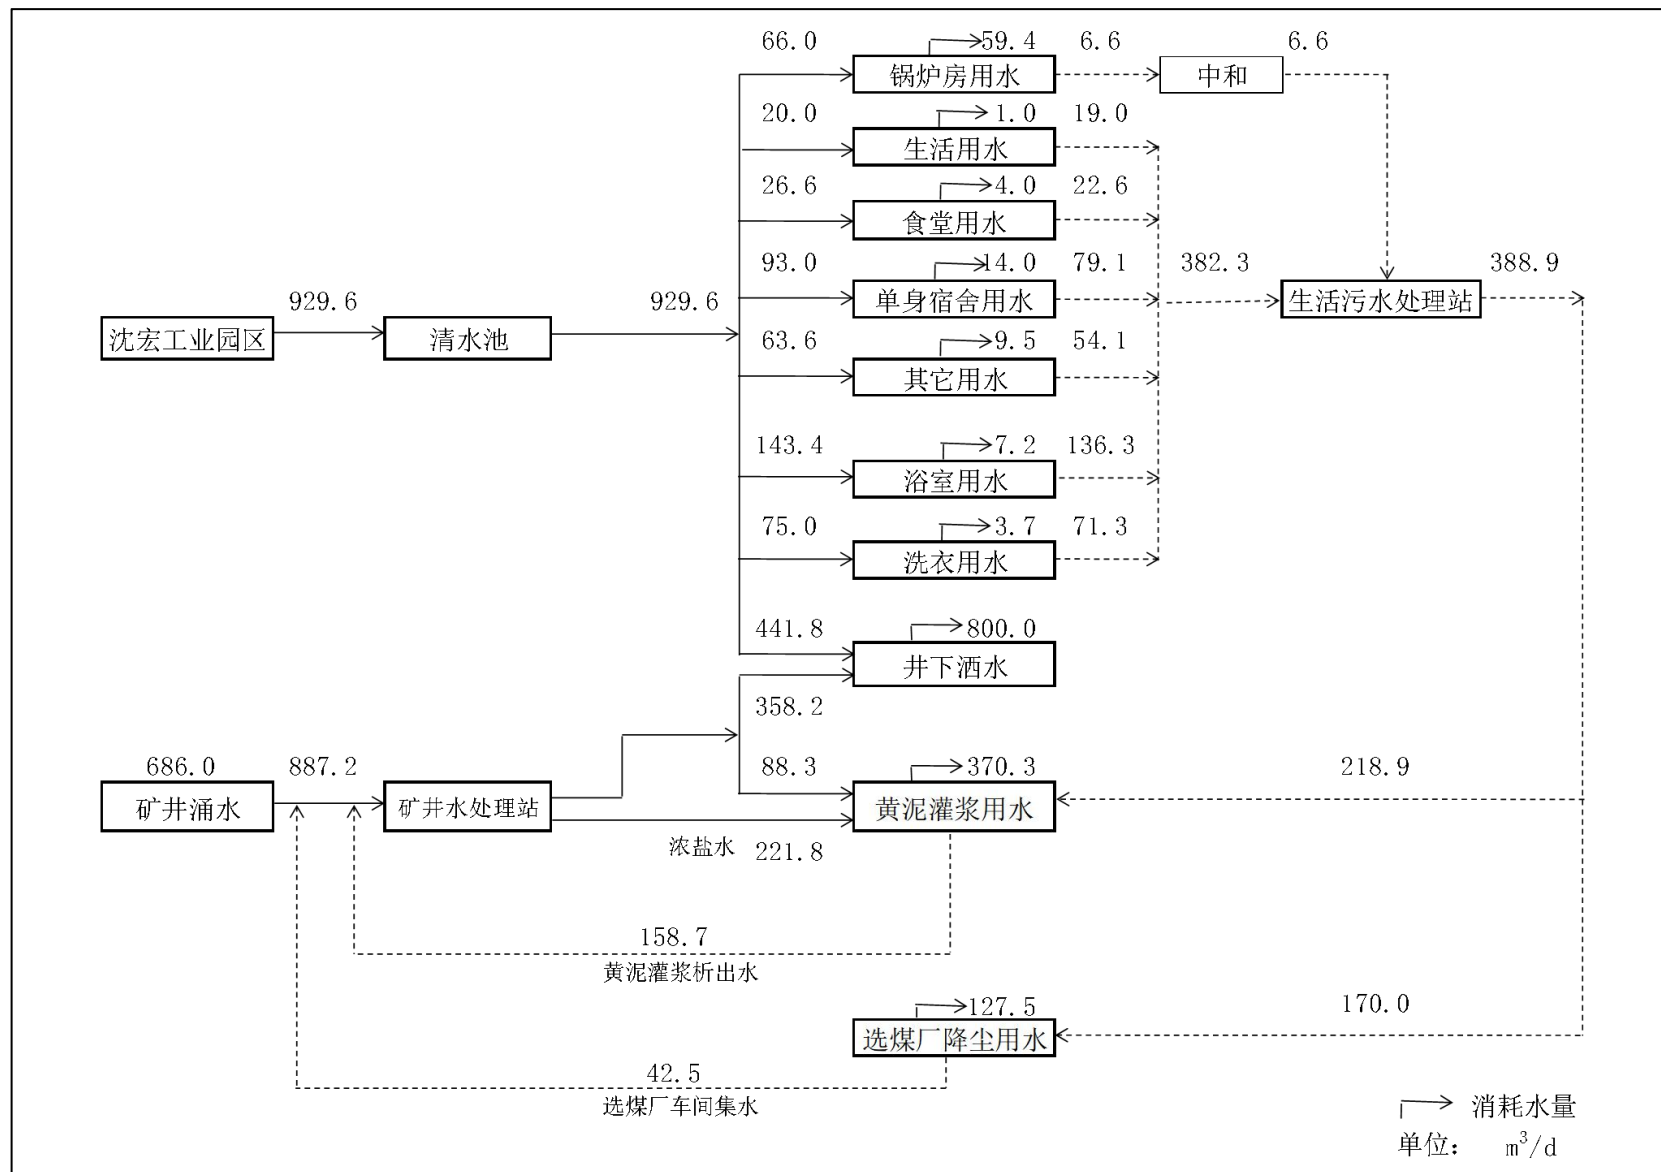 66.0 59.4 6.6 6.6
锅炉房用水 中和
20.0 1.0 19.0
生活用水
26.6 4.0 22.6
食堂用水
93.0 14.0 79.1 382.3 388.9
单身宿舍用水 生活污水处理站
929.6 929.6
沈宏工业园区 清水池
63.6 9.5 54.1
其它用水
143.4 7.2 136.3
浴室用水
75.0 3.7 71.3
洗衣用水
441.8 800.0
井下洒水
358.2
686.0 887.2 88.3 370.3 218.9
矿井涌水 矿井水处理站 黄泥灌浆用水
浓盐水 221.8
158.7
黄泥灌浆析出水
127.5 170.0
选煤厂降尘用水
42.5
选煤厂车间集水
消耗水量
单位: m³/d